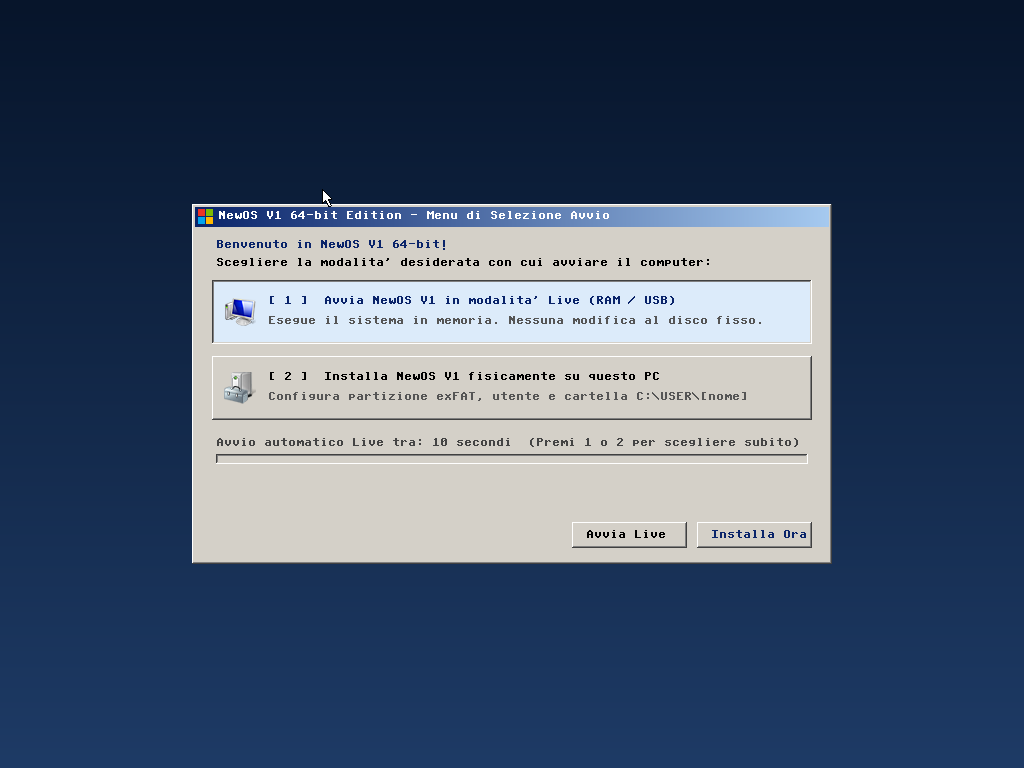 NewOS V1 64-bit Edition - Menu di Selezione Avvio
Benvenuto in NewOS V1 64-bit!
Scegliere la modalita' desiderata con cui avviare il computer:
[ 1 ]  Avvia NewOS V1 in modalita' Live (RAM / USB)
Esegue il sistema in memoria. Nessuna modifica al disco fisso.
[ 2 ]  Installa NewOS V1 fisicamente su questo PC
Configura partizione exFAT, utente e cartella C:\USER\[nome]
Avvio automatico Live tra: 10 secondi  (Premi 1 o 2 per scegliere subito)
Avvia Live
Installa Ora